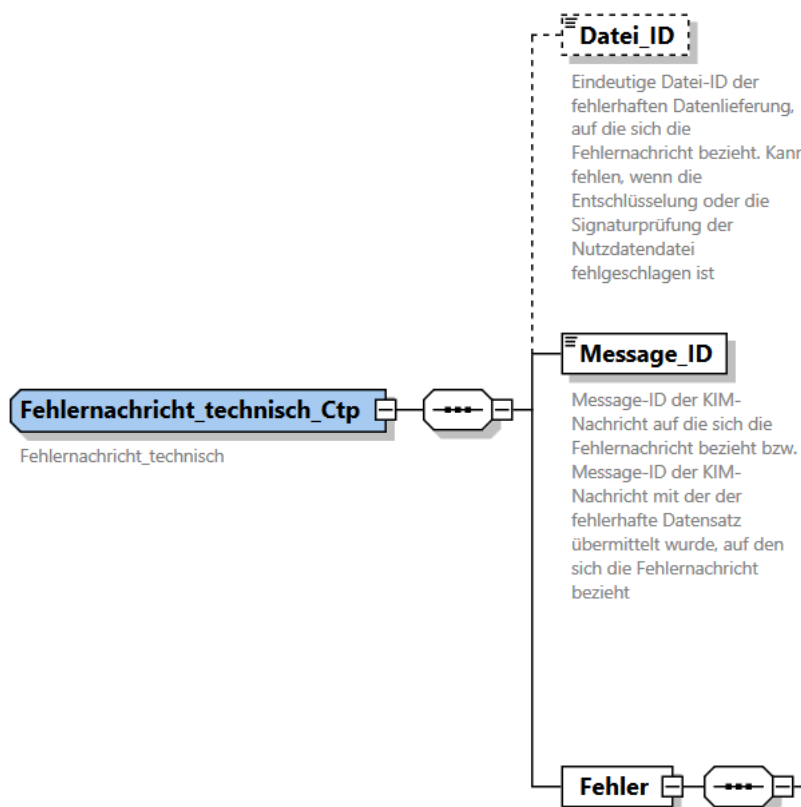 Datei_ID
Eindeutige Datei-ID der
fehlerhaften Datenlieferung,
auf die sich die
Fehlernachricht bezieht. Kann
fehlen, wenn die
Entschlüsselung oder die
Signaturprüfung der
Nutzdatendatei
fehlgeschlagen ist
Message_ID
Message-ID der KIM-
Nachricht auf die sich die
Fehlernachricht bezieht bzw.
Message-ID der KIM-
Nachricht mit der der
fehlerhafte Datensatz
übermittelt wurde, auf den
sich die Fehlernachricht
bezieht
Fehlernachricht_technisch_Ctp
Fehlernachricht_technisch
Fehler